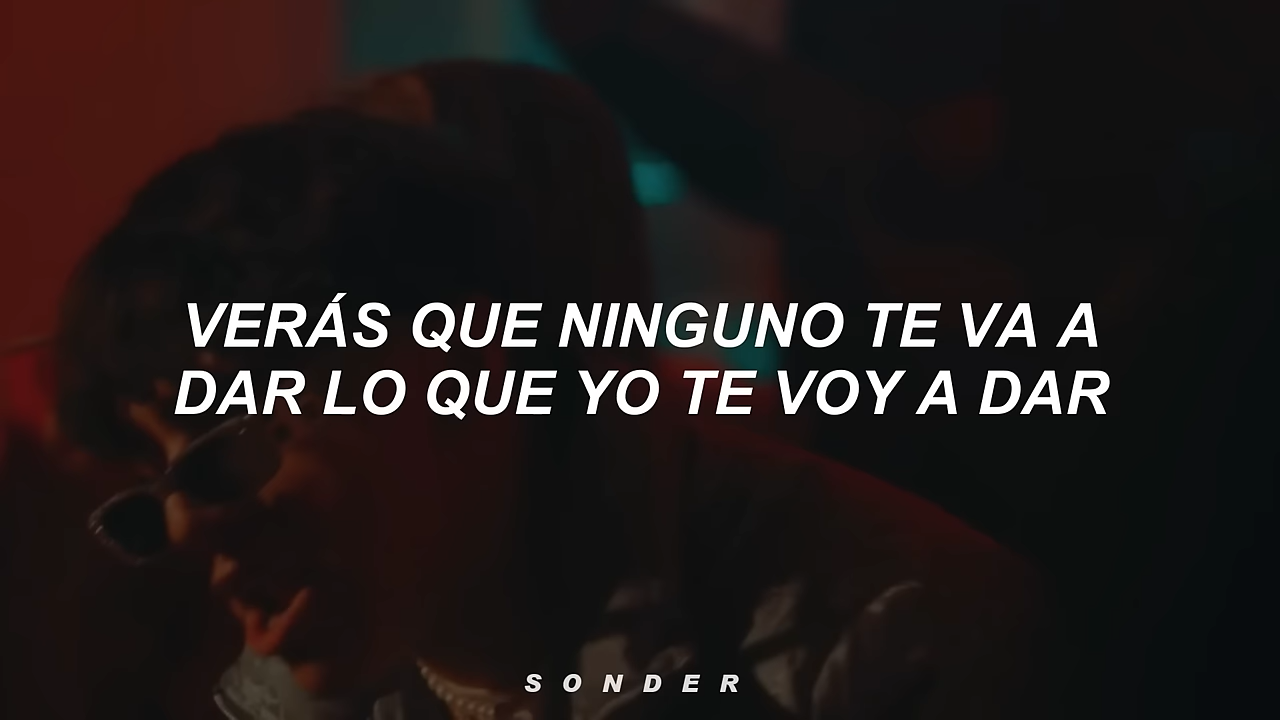 VERÁS QUE NINGUNO TE VA A
DAR LO QUE YO TE VOY A DAR
SONDER